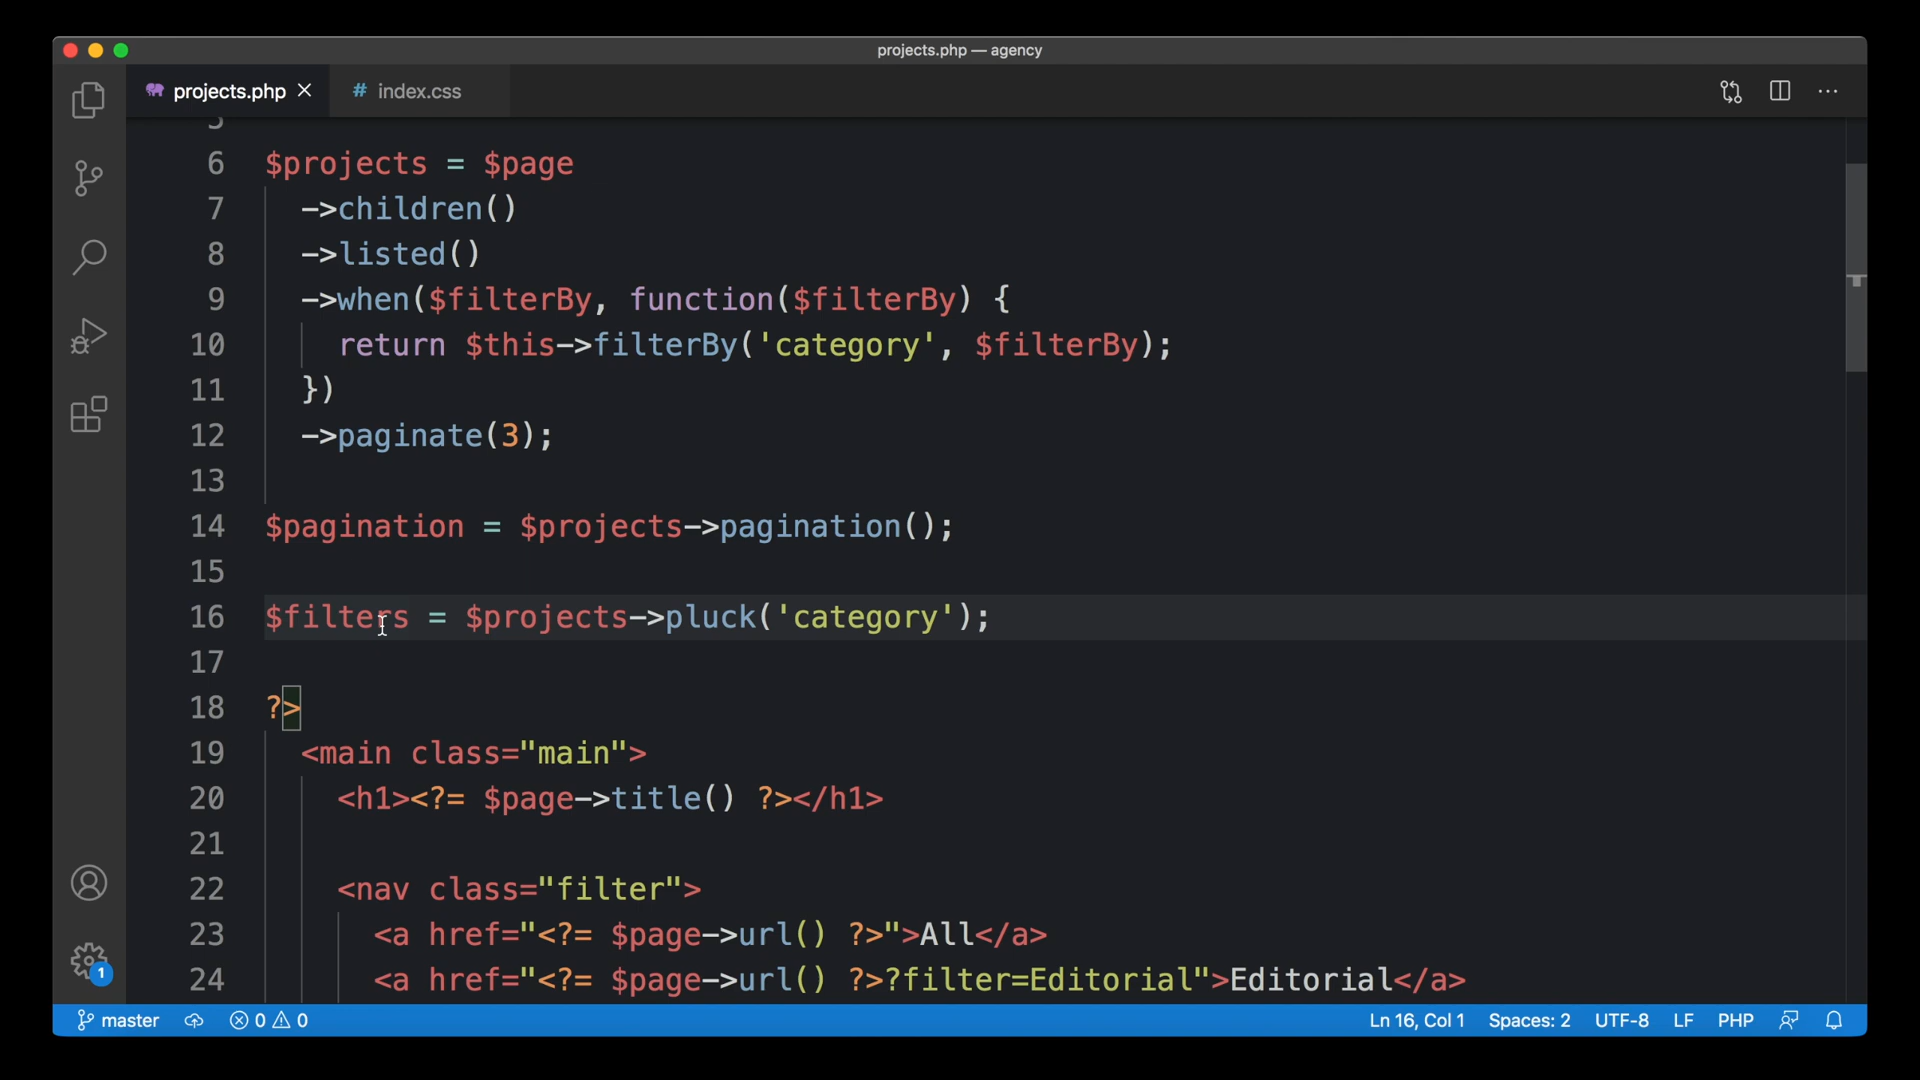 projects.php — agency
projects.php
# index.css
6 $projects = $page
7 ->children()
8 ->listed()
9 ->when($filterBy, function($filterBy) {
10 return $this->filterBy('category', $filterBy);
11 })
12 ->paginate(3);
13
14 $pagination = $projects->pagination();
15
16 $filters = $projects->pluck('category');
17
18 ?>
19 <main class="main">
20 <h1><?= $page->title() ?></h1>
21
22 <nav class="filter">
23 <a href="<?= $page->url() ?>">All</a>
24 <a href="<?= $page->url() ?>?filter=Editorial">Editorial</a>
1
master
0 0
Ln 16, Col 1
Spaces: 2
UTF-8
LF
PHP